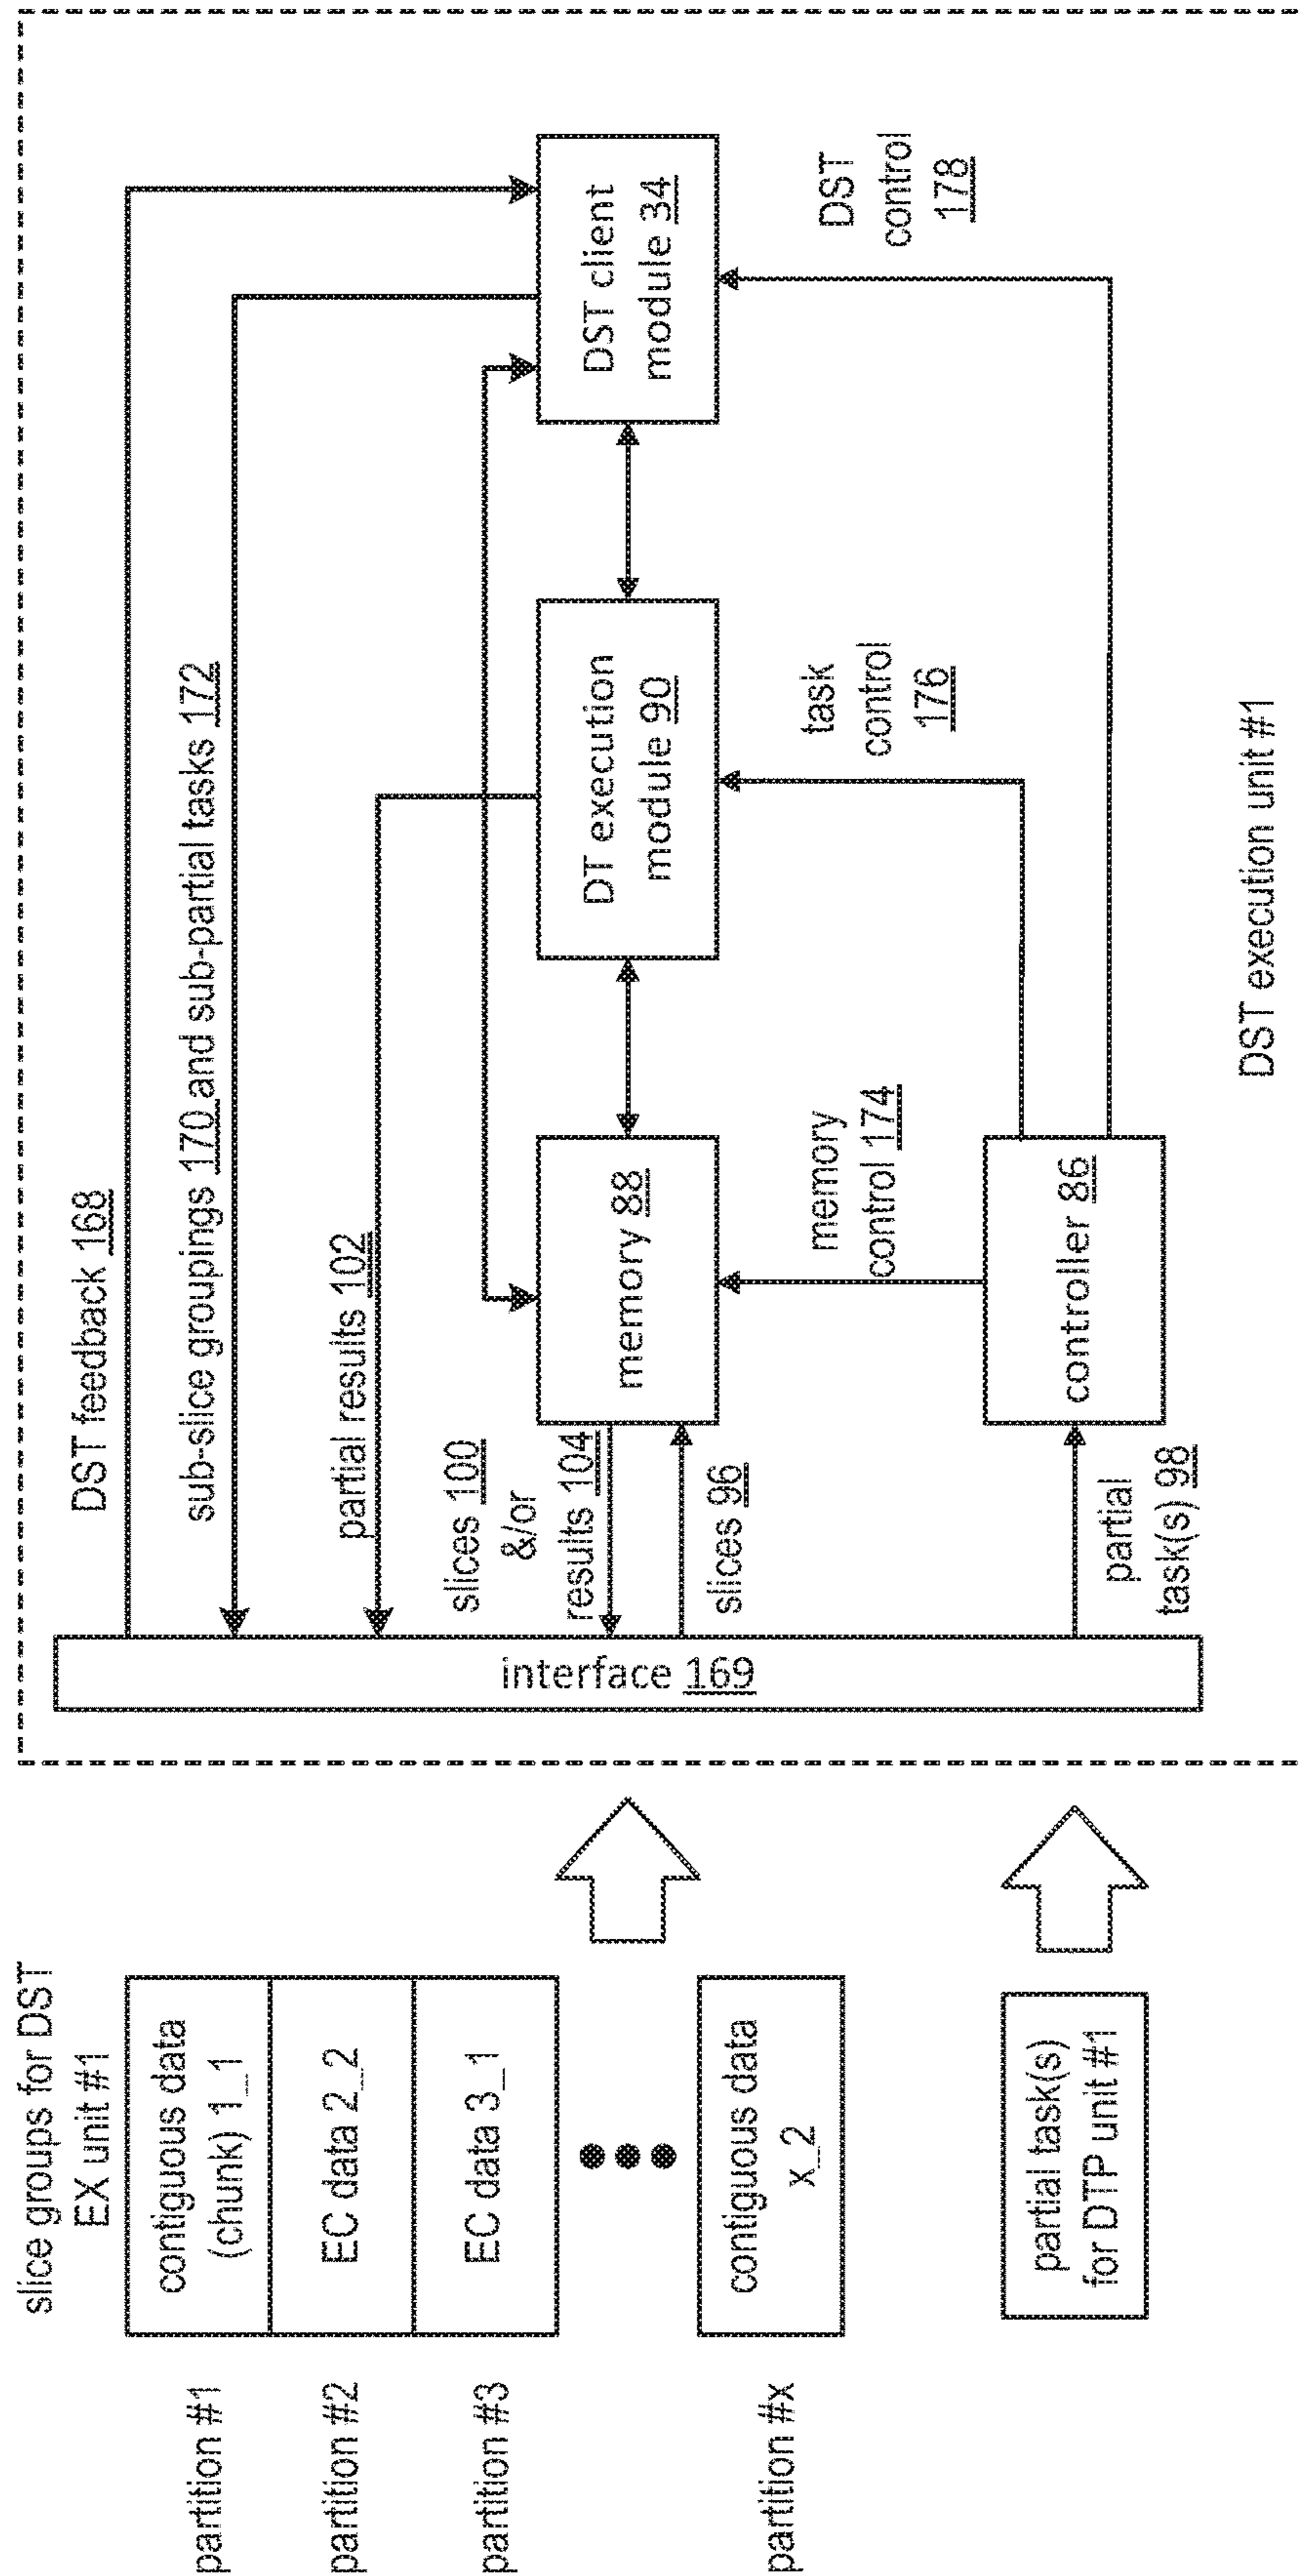 slice groups for DST
EX unit #1
partition #1
contiguous data
(chunk) 1_1
partition #2
EC data 2_2
partition #3
EC data 3_1
partition #x
contiguous data
x_2
partial task(s)
for DTP unit #1
interface 169
DST feedback 168
sub-slice groupings 170 and sub-partial tasks 172
partial results 102
slices 100
&/or
results 104
slices 96
partial
task(s) 98
memory 88
DT execution
module 90
DST client
module 34
memory
control 174
task
control
176
DST
control
178
controller 86
DST execution unit #1